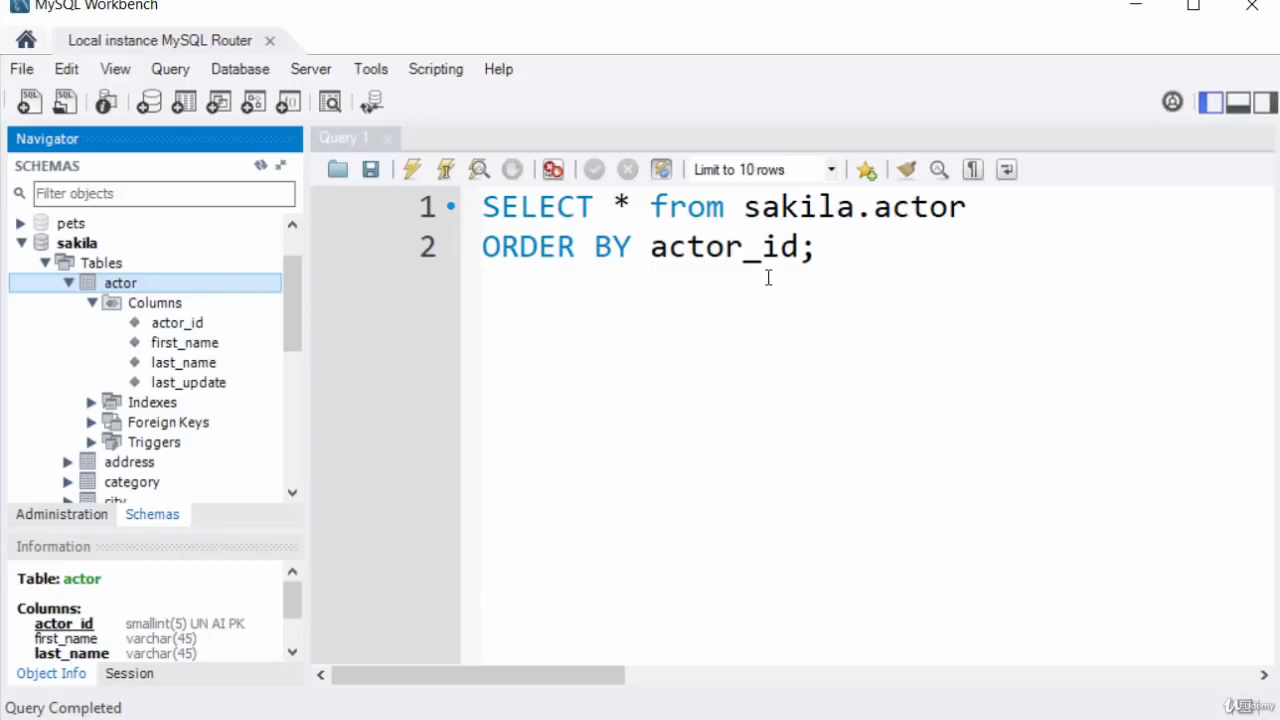 MySQL Workbench
Local instance MySQL Router
File Edit View Query Database Server Tools Scripting Help
Navigator
SCHEMAS
Filter objects
pets
sakila
Tables
actor
Columns
actor_id
first_name
last_name
last_update
Indexes
Foreign Keys
Triggers
address
category
city
Administration Schemas
Information
Table: actor
Columns:
actor_id smallint(5) UN AI PK
first_name varchar(45)
last_name varchar(45)
Object Info Session
Query Completed
Query 1
Limit to 10 rows
1 SELECT * from sakila.actor
2 ORDER BY actor_id;